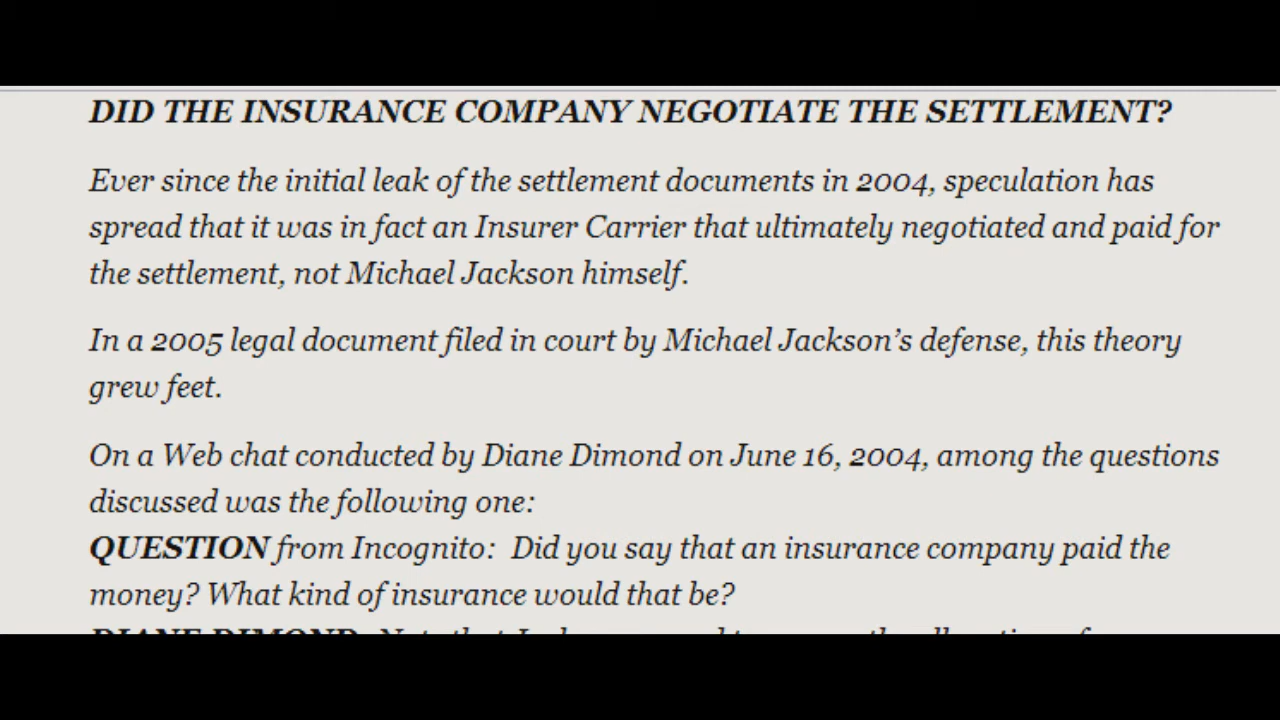 DID THE INSURANCE COMPANY NEGOTIATE THE SETTLEMENT?
Ever since the initial leak of the settlement documents in 2004, speculation has
spread that it was in fact an Insurer Carrier that ultimately negotiated and paid for
the settlement, not Michael Jackson himself.
In a 2005 legal document filed in court by Michael Jackson’s defense, this theory
grew feet.
On a Web chat conducted by Diane Dimond on June 16, 2004, among the questions
discussed was the following one:
QUESTION from Incognito:  Did you say that an insurance company paid the
money? What kind of insurance would that be?
DIANE DIMOND: